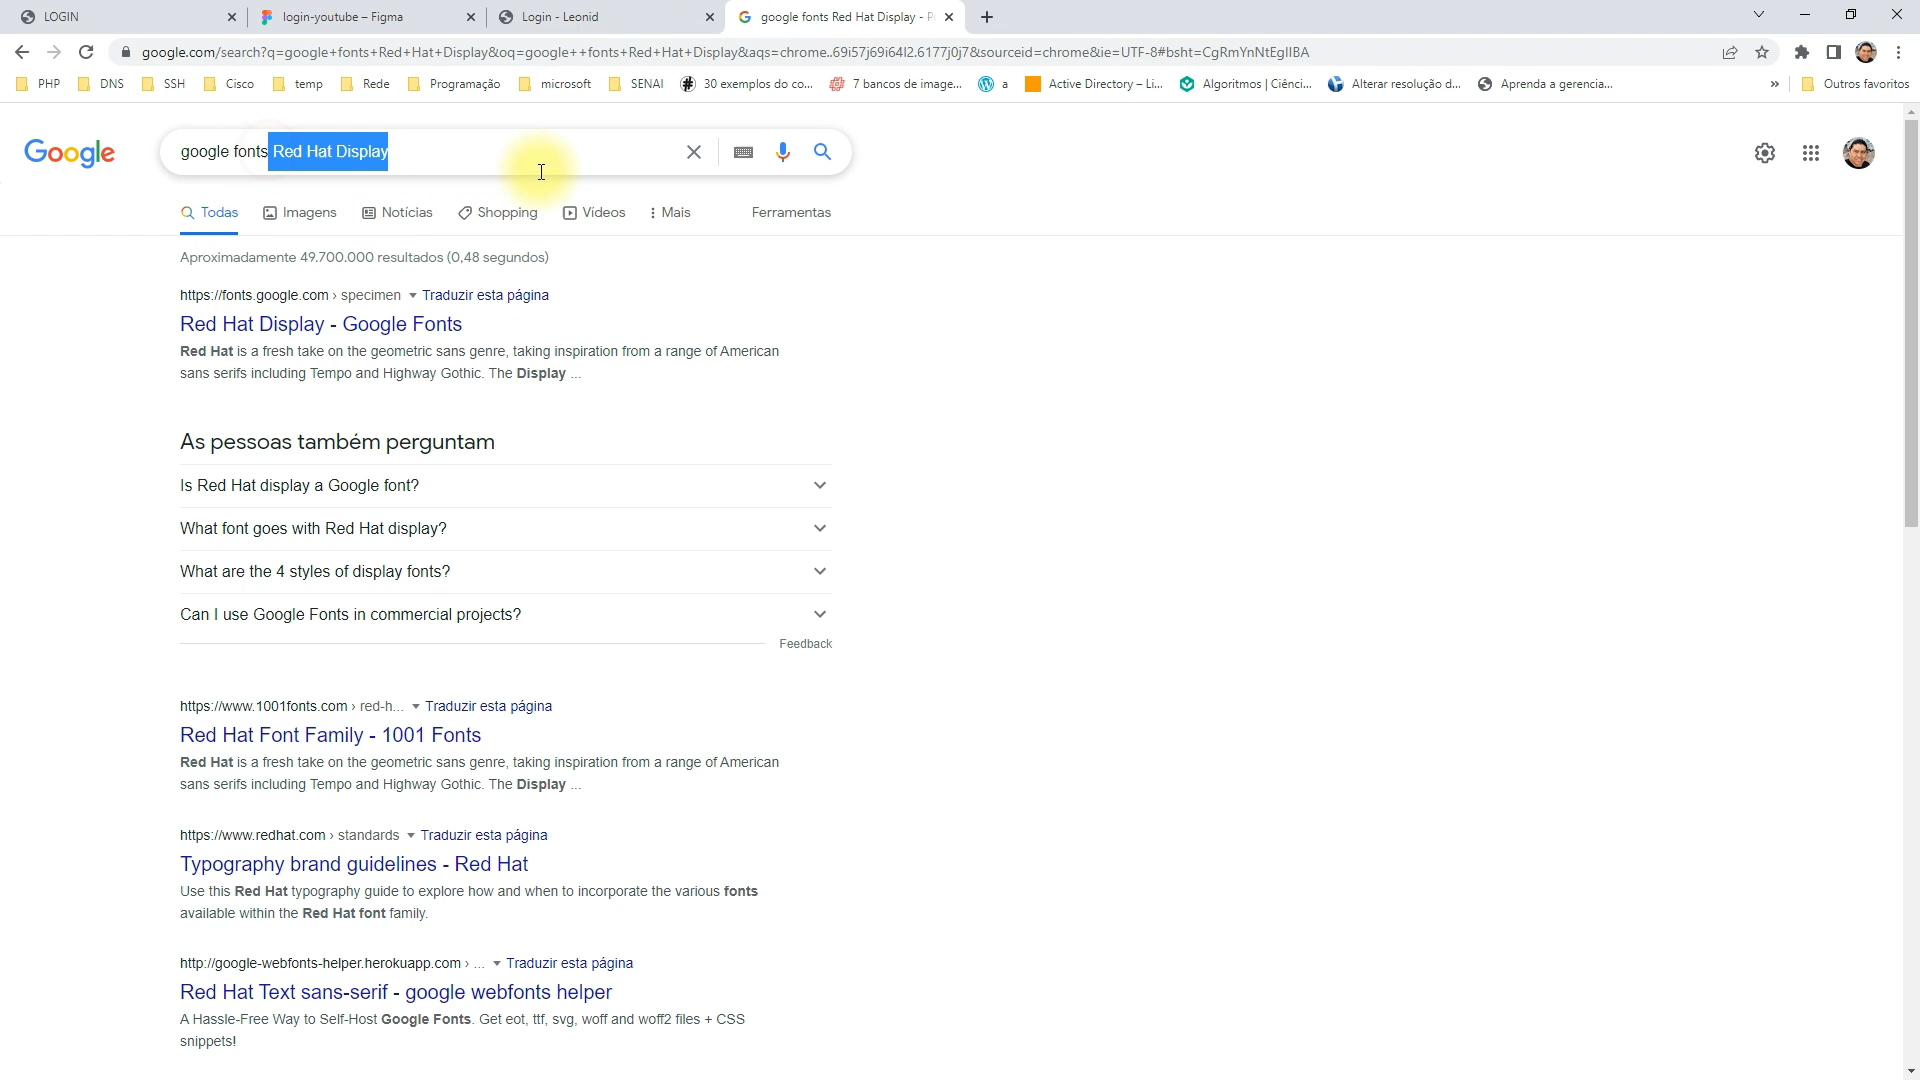 LOGIN
login-youtube – Figma
Login - Leonid
google fonts Red Hat Display - P
google.com/search?q=google+fonts+Red+Hat+Display&oq=google++fonts+Red+Hat+Display&aqs=chrome..69i57j69i64l2.6177j0j7&sourceid=chrome&ie=UTF-8#bsht=CgRmYnNtEgIIBA
PHP
DNS
SSH
Cisco
temp
Rede
Programação
microsoft
SENAI
30 exemplos do co...
7 bancos de image...
a
Active Directory – Li...
Algoritmos | Ciênci...
Alterar resolução d...
Aprenda a gerencia...
»
Outros favoritos
Google
google fonts Red Hat Display
Todas
Imagens
Notícias
Shopping
Vídeos
Mais
Ferramentas
Aproximadamente 49.700.000 resultados (0,48 segundos)
https://fonts.google.com › specimen Traduzir esta página
Red Hat Display - Google Fonts
Red Hat is a fresh take on the geometric sans genre, taking inspiration from a range of American
sans serifs including Tempo and Highway Gothic. The Display ...
As pessoas também perguntam
Is Red Hat display a Google font?
What font goes with Red Hat display?
What are the 4 styles of display fonts?
Can I use Google Fonts in commercial projects?
Feedback
https://www.1001fonts.com › red-h... Traduzir esta página
Red Hat Font Family - 1001 Fonts
Red Hat is a fresh take on the geometric sans genre, taking inspiration from a range of American
sans serifs including Tempo and Highway Gothic. The Display ...
https://www.redhat.com › standards Traduzir esta página
Typography brand guidelines - Red Hat
Use this Red Hat typography guide to explore how and when to incorporate the various fonts
available within the Red Hat font family.
http://google-webfonts-helper.herokuapp.com › ... Traduzir esta página
Red Hat Text sans-serif - google webfonts helper
A Hassle-Free Way to Self-Host Google Fonts. Get eot, ttf, svg, woff and woff2 files + CSS
snippets!